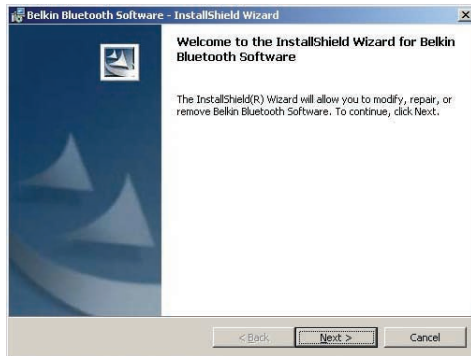 Belkin Bluetooth Software - InstallShield Wizard
Welcome to the InstallShield Wizard for Belkin
Bluetooth Software
The InstallShield(R) Wizard will allow you to modify, repair, or
remove Belkin Bluetooth Software. To continue, click Next.
< Back
Next >
Cancel